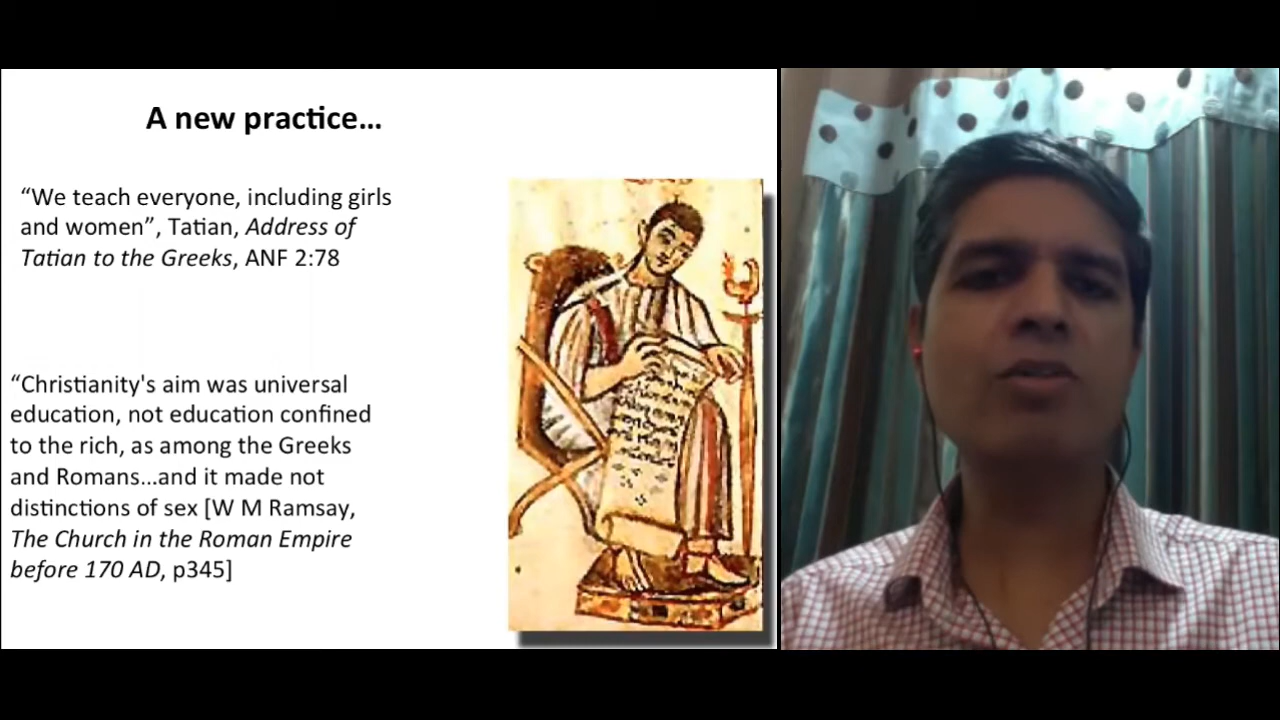 A new practice...
“We teach everyone, including girls
and women”, Tatian, Address of
Tatian to the Greeks, ANF 2:78
“Christianity's aim was universal
education, not education confined
to the rich, as among the Greeks
and Romans...and it made not
distinctions of sex [W M Ramsay,
The Church in the Roman Empire
before 170 AD, p345]